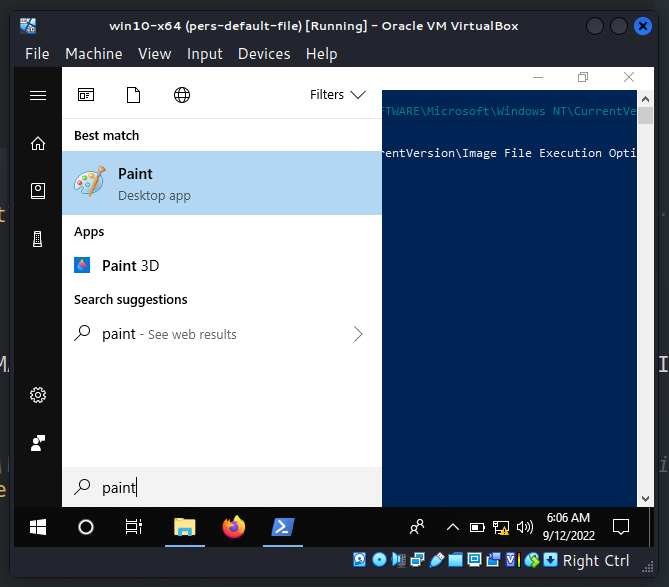 win10-x64 (pers-default-file) [Running] - Oracle VM VirtualBox
File Machine View Input Devices Help
Filters
Best match
Paint
Desktop app
Apps
Paint 3D
Search suggestions
paint - See web results
paint
TWARE\Microsoft\Windows NT\CurrentVe
rentVersion\Image File Execution Opti
6:06 AM
9/12/2022
Right Ctrl